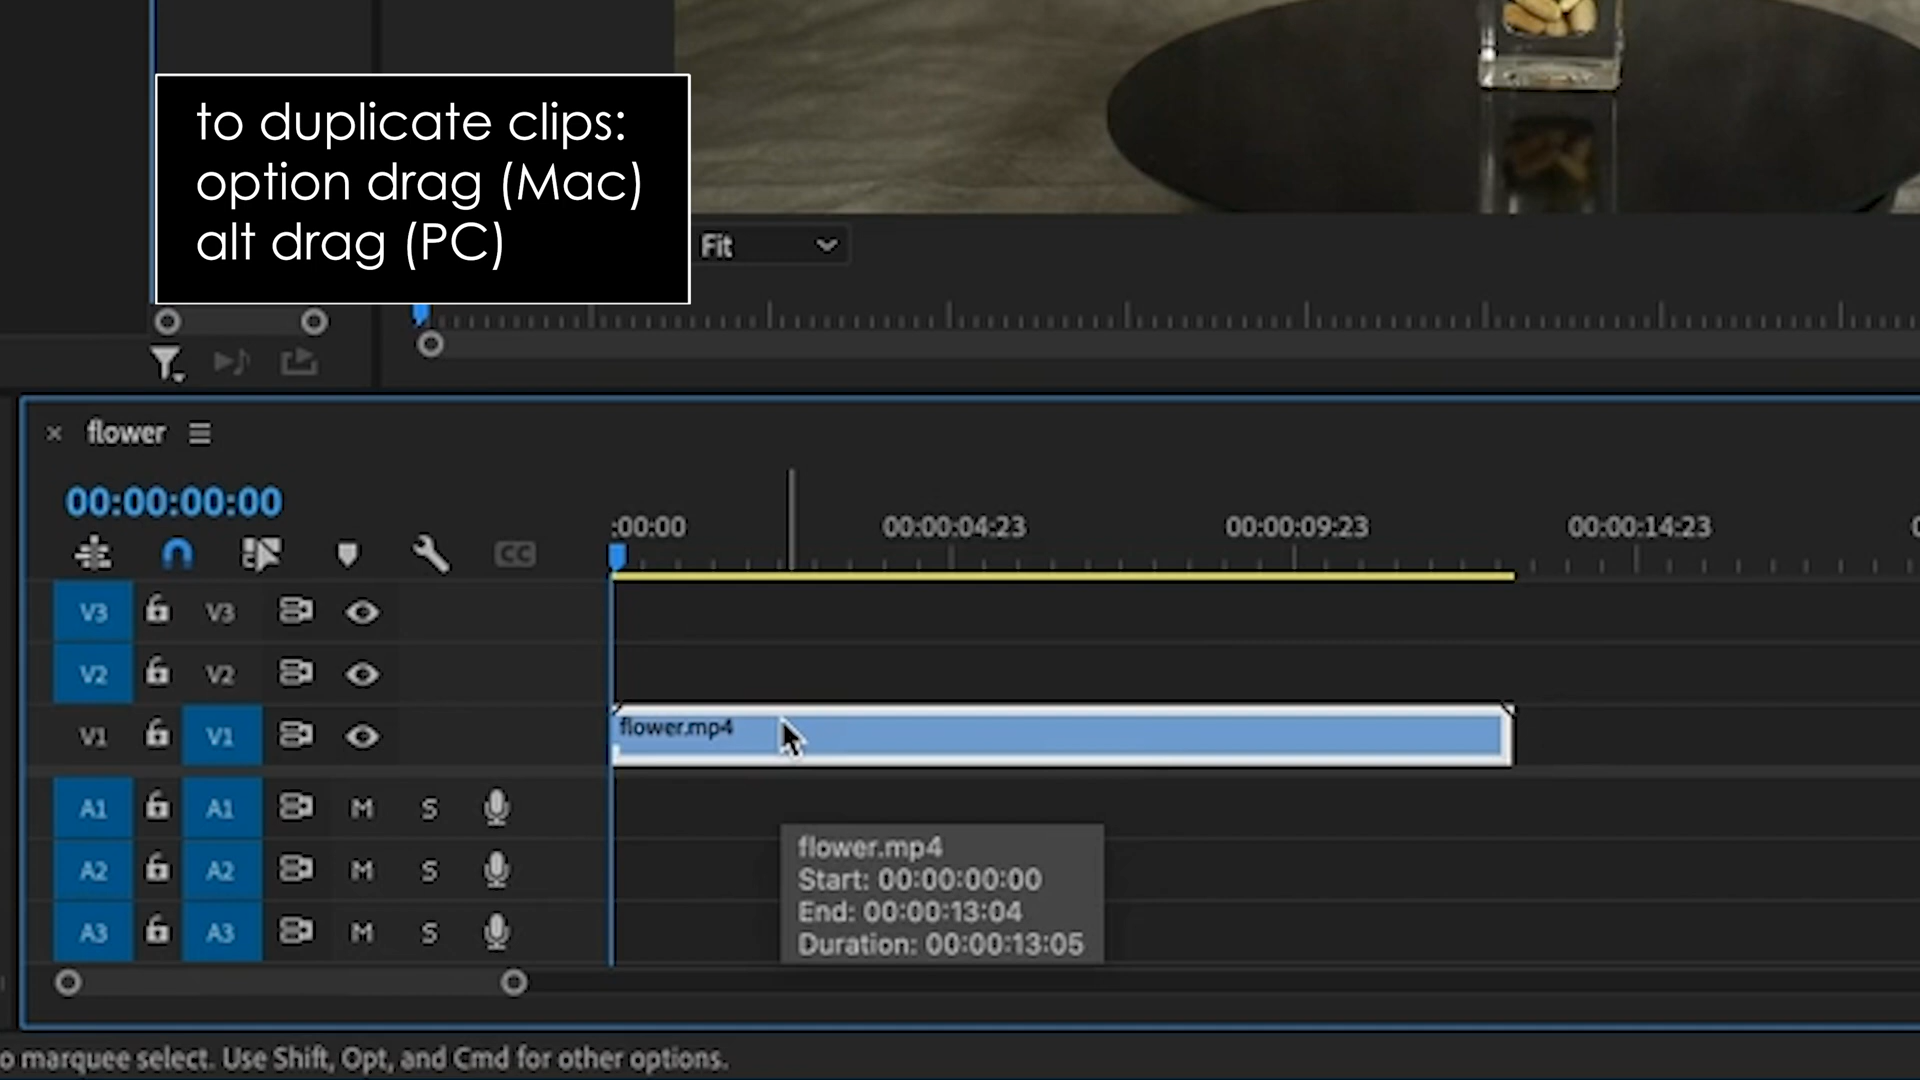 to duplicate clips:
option drag (Mac)
alt drag (PC)
Fit
× flower
00:00:00:00
:00:00 00:00:04:23 00:00:09:23 00:00:14:23
CC
V3 V3
V2 V2
V1 V1
flower.mp4
A1 A1 M S
A2 A2 M S
A3 A3 M S
flower.mp4
Start: 00:00:00:00
End: 00:00:13:04
Duration: 00:00:13:05
o marquee select. Use Shift, Opt, and Cmd for other options.